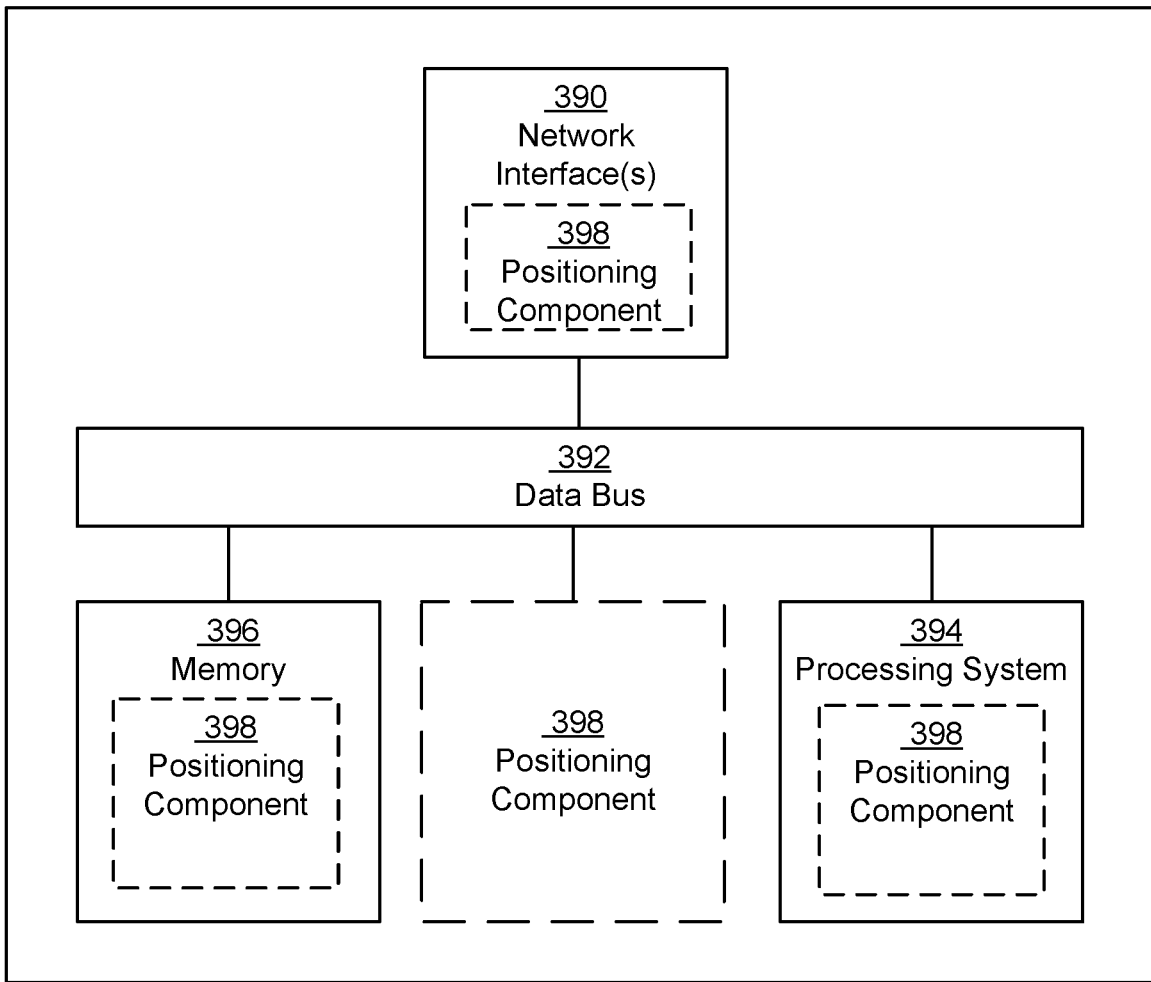 390
Network
Interface(s)
398
Positioning
Component
392
Data Bus
396
Memory
398
Positioning
Component
398
Positioning
Component
394
Processing System
398
Positioning
Component